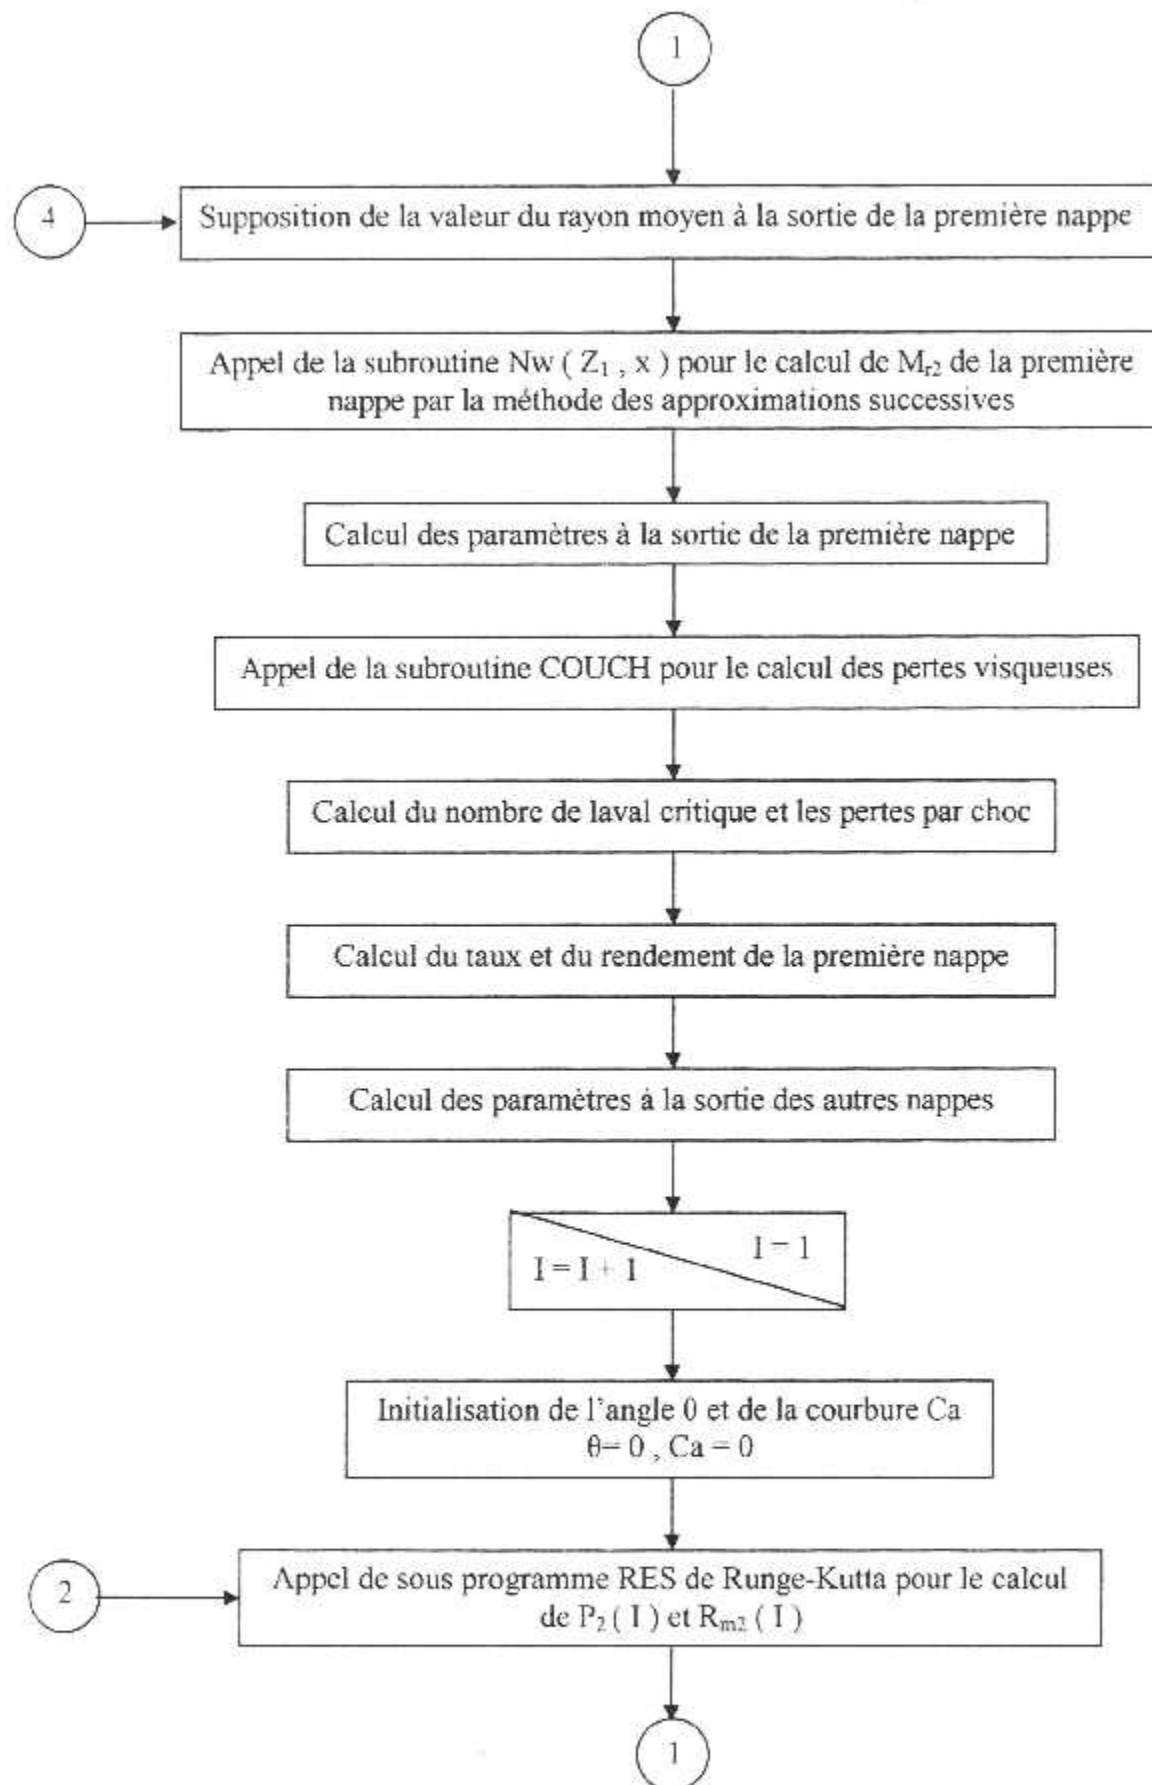 1
4
Supposition de la valeur du rayon moyen à la sortie de la première nappe
Appel de la subroutine Nw ( Z₁ , x ) pour le calcul de Mr2 de la première
nappe par la méthode des approximations successives
Calcul des paramètres à la sortie de la première nappe
Appel de la subroutine COUCH pour le calcul des pertes visqueuses
Calcul du nombre de laval critique et les pertes par choc
Calcul du taux et du rendement de la première nappe
Calcul des paramètres à la sortie des autres nappes
I = 1
I = I + 1
Initialisation de l'angle θ et de la courbure Ca
θ= 0 , Ca = 0
2
Appel de sous programme RES de Runge-Kutta pour le calcul
de P₂ ( I ) et Rm2 ( I )
1